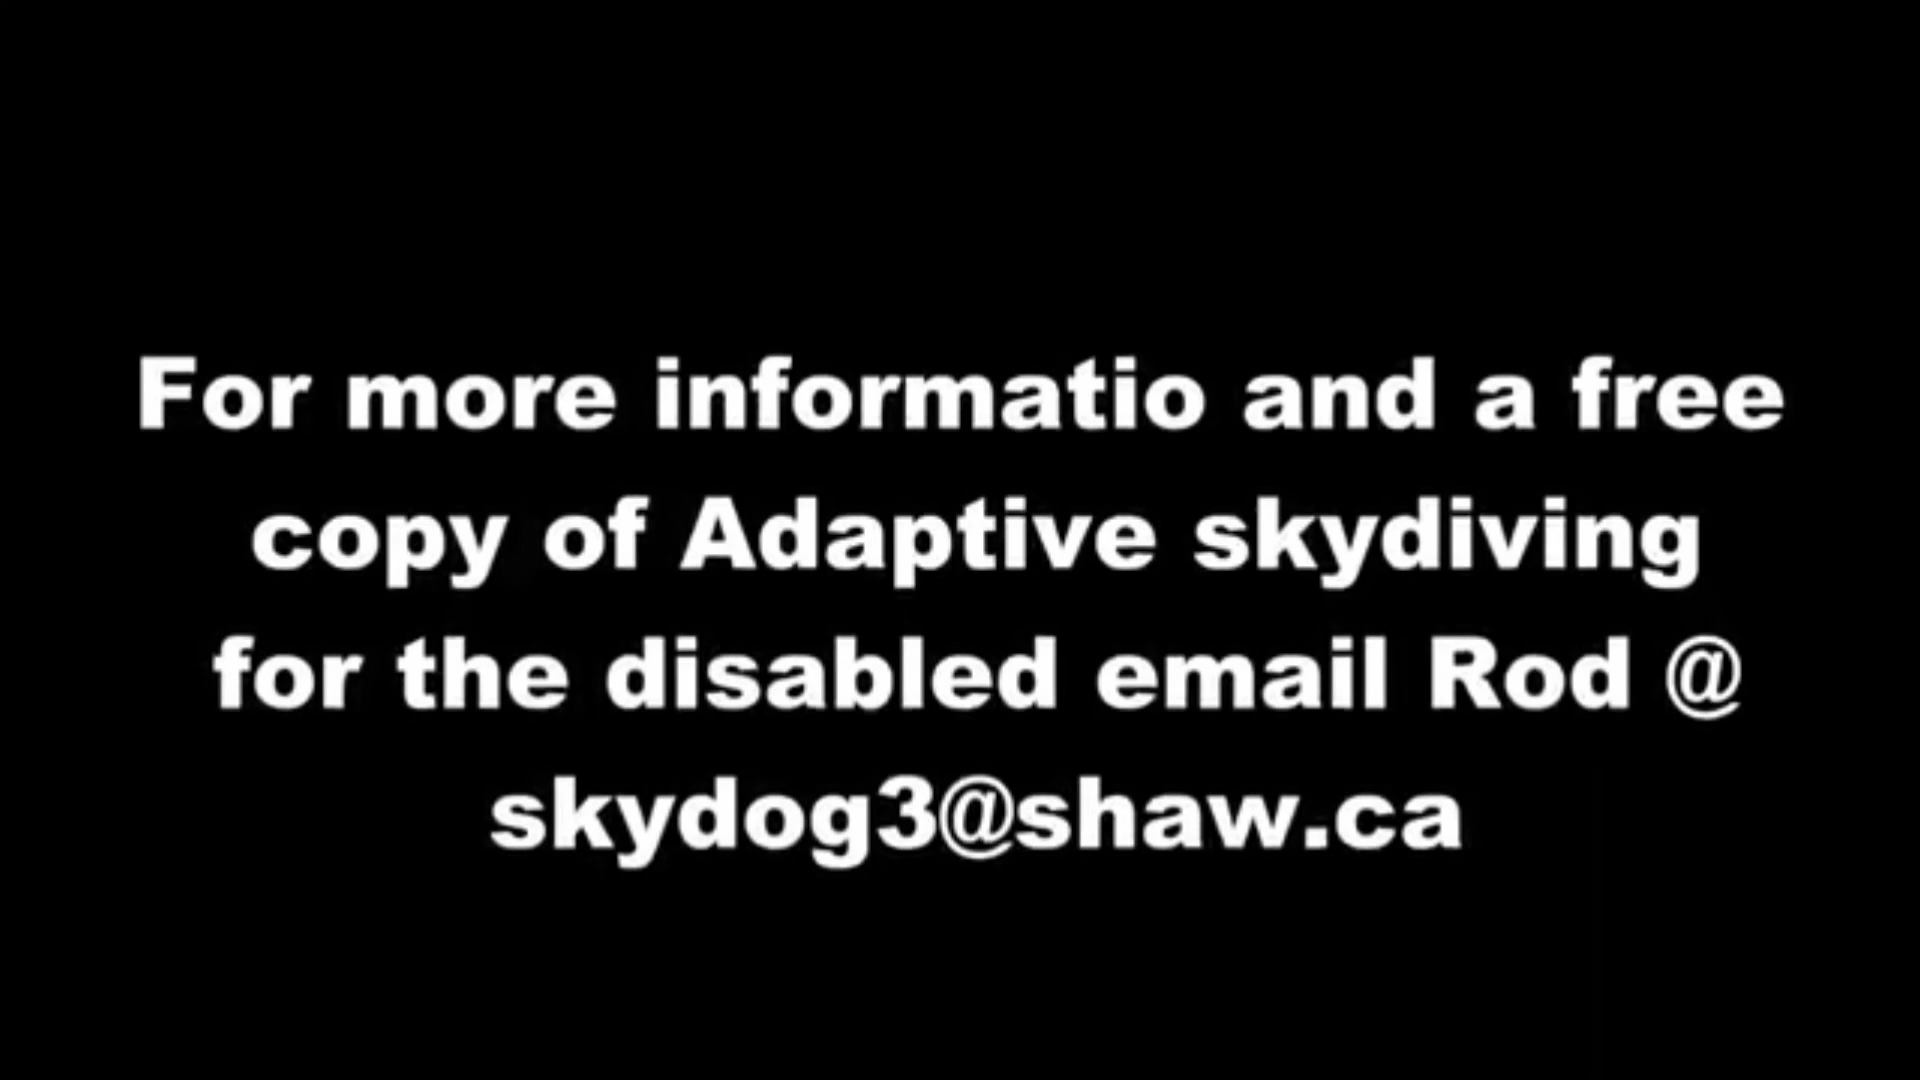 For more informatio and a free
copy of Adaptive skydiving
for the disabled email Rod @
skydog3@shaw.ca